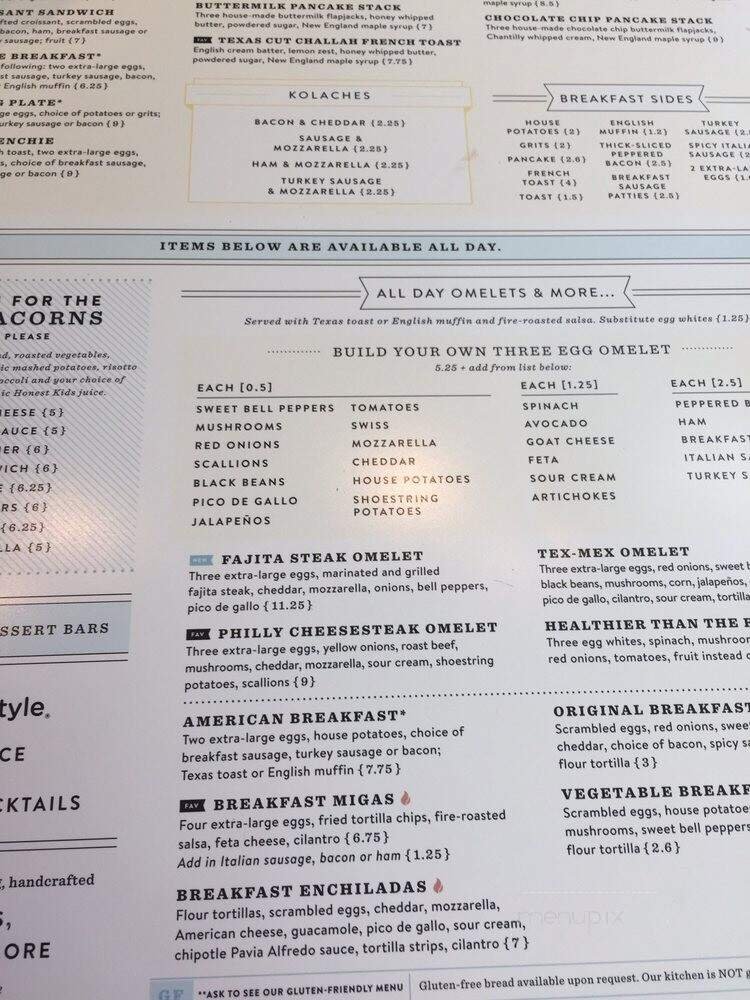 SANT SANDWICH
fted croissant, scrambled eggs,
bacon, ham, breakfast sausage or
sausage; fruit {7}
E BREAKFAST*
following: two extra-large eggs,
st sausage, turkey sausage, bacon,
English muffin {6.25}
G PLATE*
ge eggs, choice of potatoes or grits;
urkey sausage or bacon {9}
ENCHIE
h toast, two extra-large eggs,
s, choice of breakfast sausage,
ge or bacon {9}
BUTTERMILK PANCAKE STACK
Three house-made buttermilk flapjacks, honey whipped
butter, powdered sugar, New England maple syrup {7}
FAV TEXAS CUT CHALLAH FRENCH TOAST
English cream batter, lemon zest, honey whipped butter,
powdered sugar, New England maple syrup {7.75}
maple syrup {8.5}
CHOCOLATE CHIP PANCAKE STACK
Three house-made chocolate chip buttermilk flapjacks,
Chantilly whipped cream, New England maple syrup {9}
KOLACHES
BACON & CHEDDAR {2.25}
SAUSAGE &
MOZZARELLA {2.25}
HAM & MOZZARELLA {2.25}
TURKEY SAUSAGE
& MOZZARELLA {2.25}
BREAKFAST SIDES
HOUSE
POTATOES {2}
GRITS {2}
PANCAKE {2.6}
FRENCH
TOAST {4}
TOAST {1.5}
ENGLISH
MUFFIN {1.2}
THICK-SLICED
PEPPERED
BACON {2.5}
BREAKFAST
SAUSAGE
PATTIES {2.5}
TURKEY
SAUSAGE {2.
SPICY ITALIA
SAUSAGE {2
2 EXTRA-LA
EGGS {1.
ITEMS BELOW ARE AVAILABLE ALL DAY.
FOR THE
ACORNS
PLEASE
d, roasted vegetables,
ic mashed potatoes, risotto
occoli and your choice of
ic Honest Kids juice.
HEESE {5}
AUCE {5}
ER {6}
WICH {6}
E {6.25}
RS {6}
{6.25}
LLA {5}
SSERT BARS
tyle.
CE
CKTAILS
, handcrafted
S,
ORE
ALL DAY OMELETS & MORE...
Served with Texas toast or English muffin and fire-roasted salsa. Substitute egg whites {1.25}
BUILD YOUR OWN THREE EGG OMELET
5.25 + add from list below:
EACH [0.5]
SWEET BELL PEPPERS
MUSHROOMS
RED ONIONS
SCALLIONS
BLACK BEANS
PICO DE GALLO
JALAPEÑOS
TOMATOES
SWISS
MOZZARELLA
CHEDDAR
HOUSE POTATOES
SHOESTRING
POTATOES
EACH [1.25]
SPINACH
AVOCADO
GOAT CHEESE
FETA
SOUR CREAM
ARTICHOKES
EACH [2.5]
PEPPERED B
HAM
BREAKFAST
ITALIAN SA
TURKEY S
NEW FAJITA STEAK OMELET
Three extra-large eggs, marinated and grilled
fajita steak, cheddar, mozzarella, onions, bell peppers,
pico de gallo {11.25}
FAV PHILLY CHEESESTEAK OMELET
Three extra-large eggs, yellow onions, roast beef,
mushrooms, cheddar, mozzarella, sour cream, shoestring
potatoes, scallions {9}
TEX-MEX OMELET
Three extra-large eggs, red onions, sweet b
black beans, mushrooms, corn, jalapeños,
pico de gallo, cilantro, sour cream, tortilla
HEALTHIER THAN THE
Three egg whites, spinach, mushroom
red onions, tomatoes, fruit instead o
AMERICAN BREAKFAST*
Two extra-large eggs, house potatoes, choice of
breakfast sausage, turkey sausage or bacon;
Texas toast or English muffin {7.75}
FAV BREAKFAST MIGAS
Four extra-large eggs, fried tortilla chips, fire-roasted
salsa, feta cheese, cilantro {6.75}
Add in Italian sausage, bacon or ham {1.25}
BREAKFAST ENCHILADAS
Flour tortillas, scrambled eggs, cheddar, mozzarella,
American cheese, guacamole, pico de gallo, sour cream,
chipotle Pavia Alfredo sauce, tortilla strips, cilantro {7}
ORIGINAL BREAKFAST
Scrambled eggs, red onions, swee
cheddar, choice of bacon, spicy sa
flour tortilla {3}
VEGETABLE BREAKF
Scrambled eggs, house potatoe
mushrooms, sweet bell peppers
flour tortilla {2.6}
menupix
GF **ASK TO SEE OUR GLUTEN-FRIENDLY MENU
Gluten-free bread available upon request. Our kitchen is NOT g